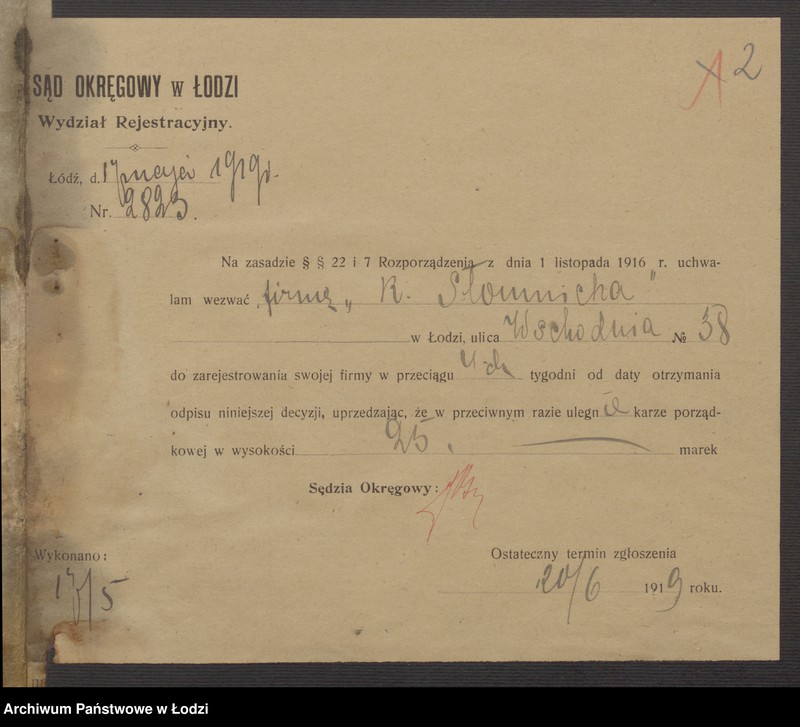 2
SĄD OKRĘGOWY w ŁODZI
Wydział Rejestracyjny.
Łódź, d. 17 maja 1919 r.
Nr. 2823.
Na zasadzie § § 22 i 7 Rozporządzenia z dnia 1 listopada 1916 r. uchwa-
lam wezwać firmę „R. Słomnicka"
w Łodzi, ulica Wschodnia № 38
do zarejestrowania swojej firmy w przeciągu 4-ch tygodni od daty otrzymania
odpisu niniejszej decyzji, uprzedzając, że w przeciwnym razie ulegnie karze porząd-
kowej w wysokości 25. marek
Sędzia Okręgowy:
Wykonano:
17/5
Ostateczny termin zgłoszenia
20/6 1919 roku.
Archiwum Państwowe w Łodzi